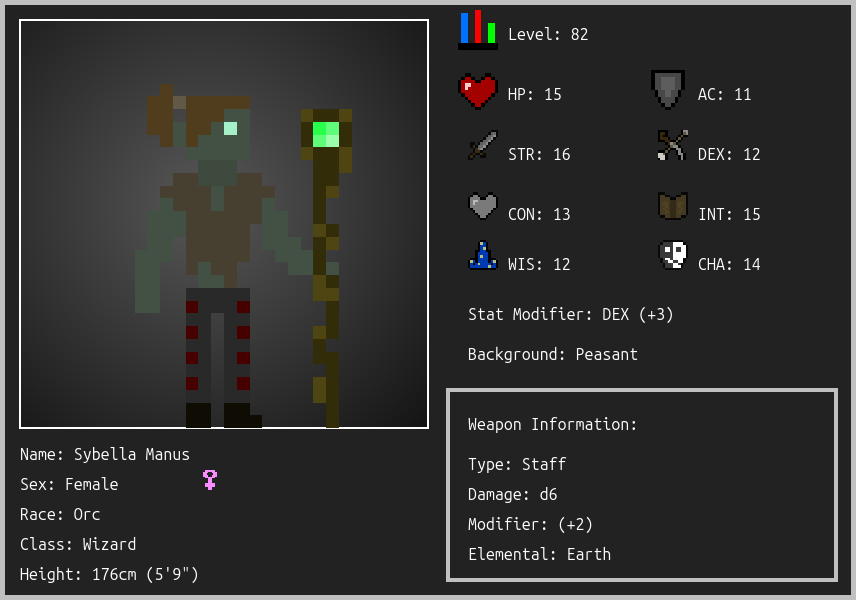 Level: 82
HP: 15
AC: 11
STR: 16
DEX: 12
CON: 13
INT: 15
WIS: 12
CHA: 14
Stat Modifier: DEX (+3)
Background: Peasant
Weapon Information:
Type: Staff
Damage: d6
Modifier: (+2)
Elemental: Earth
Name: Sybella Manus
Sex: Female
Race: Orc
Class: Wizard
Height: 176cm (5'9")